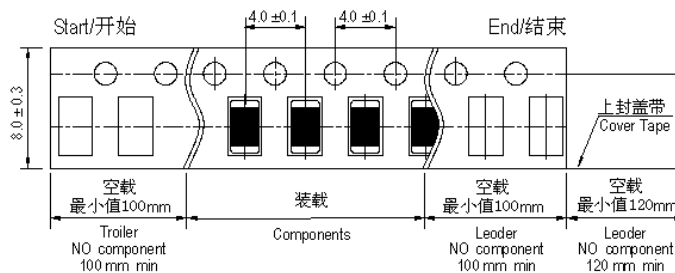 Start/开始
4.0±0.1
4.0±0.1
End/结束
8.0±0.3
上封盖带
Cover Tape
空载
最小值100mm
装载
空载
最小值100mm
空载
最小值120mm
Troiler
NO component
100mm min
Components
Leoder
NO component
100 mm min
Leoder
NO component
120 mm min